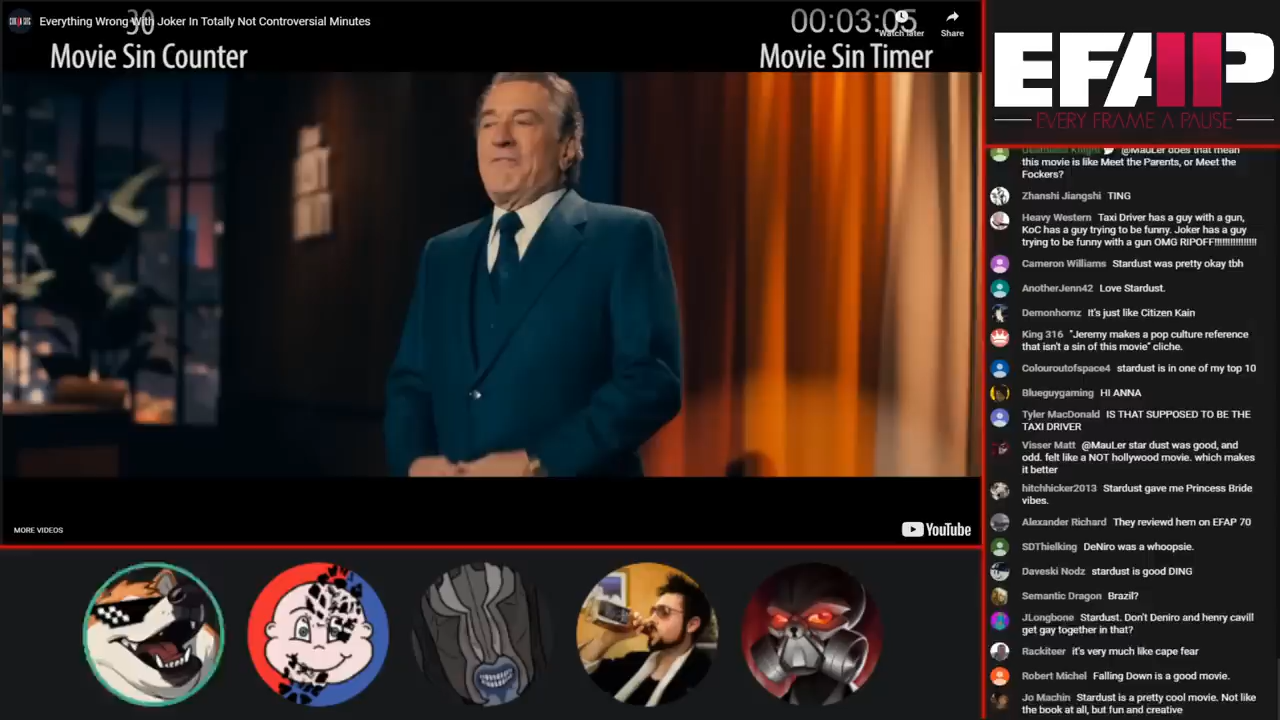 Everything Wrong With Joker In Totally Not Controversial Minutes
30
Movie Sin Counter
00:03:05
Movie Sin Timer
Watch later
Share
MORE VIDEOS
YouTube
EFAP
EVERY FRAME A PAUSE
Knight @MauLer does that mean
this movie is like Meet the Parents, or Meet the
Fockers?
Zhanshi Jiangshi TING
Heavy Western Taxi Driver has a guy with a gun,
KoC has a guy trying to be funny. Joker has a guy
trying to be funny with a gun OMG RIPOFF!!!!!!!!!!!!!!!!!
Cameron Williams Stardust was pretty okay tbh
AnotherJenn42 Love Stardust.
Demonhornz It's just like Citizen Kain
King 316 "Jeremy makes a pop culture reference
that isn't a sin of this movie" cliche.
Colouroutofspace4 stardust is in one of my top 10
Blueguygaming HI ANNA
Tyler MacDonald IS THAT SUPPOSED TO BE THE
TAXI DRIVER
Visser Matt @MauLer star dust was good, and
odd. felt like a NOT hollywood movie. which makes
it better
hitchhicker2013 Stardust gave me Princess Bride
vibes.
Alexander Richard They reviewd hem on EFAP 70
SDThielking DeNiro was a whoopsie.
Daveski Nodz stardust is good DING
Semantic Dragon Brazil?
JLongbone Stardust. Don't Deniro and henry cavill
get gay together in that?
Rackiteer it's very much like cape fear
Robert Michel Falling Down is a good movie.
Jo Machin Stardust is a pretty cool movie. Not like
the book at all, but fun and creative